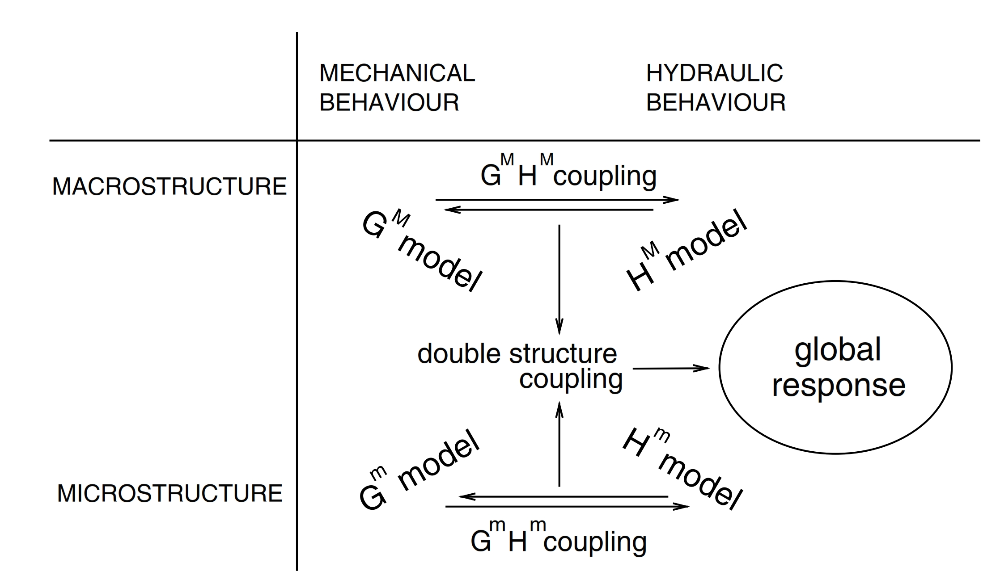 MECHANICAL
BEHAVIOUR
HYDRAULIC
BEHAVIOUR
MACROSTRUCTURE
G^M H^M coupling
G^M model
H^M model
double structure
coupling
global
response
MICROSTRUCTURE
G^m model
H^m model
G^m H^m coupling